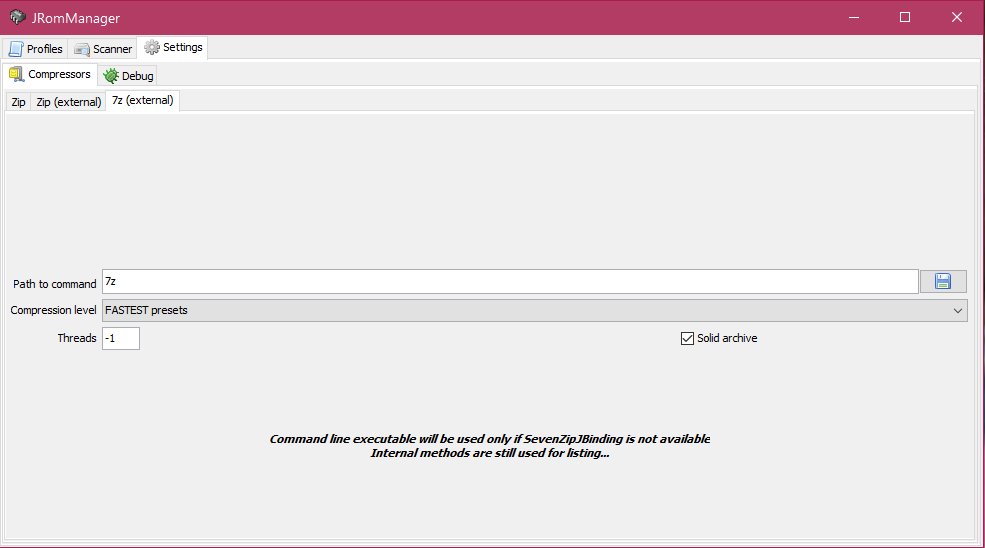 JRomManager
Profiles Scanner Settings
Compressors Debug
Zip Zip (external) 7z (external)
Path to command 7z
Compression level FASTEST presets
Threads -1 Solid archive
Command line executable will be used only if SevenZipJBinding is not available
Internal methods are still used for listing...